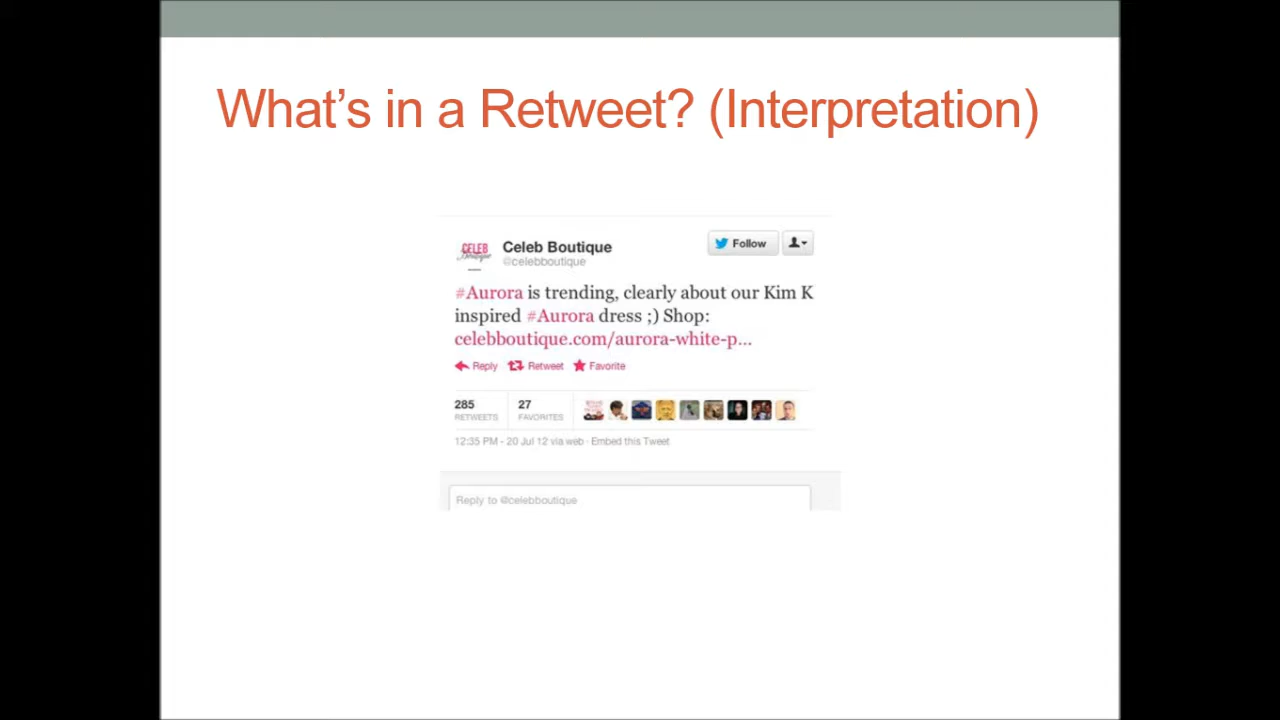 What's in a Retweet? (Interpretation)
CELEB
Boutique
Celeb Boutique
@celebboutique
Follow
#Aurora is trending, clearly about our Kim K
inspired #Aurora dress ;) Shop:
celebboutique.com/aurora-white-p...
Reply Retweet Favorite
285 27
RETWEETS FAVORITES
12:35 PM - 20 Jul 12 via web · Embed this Tweet
Reply to @celebboutique